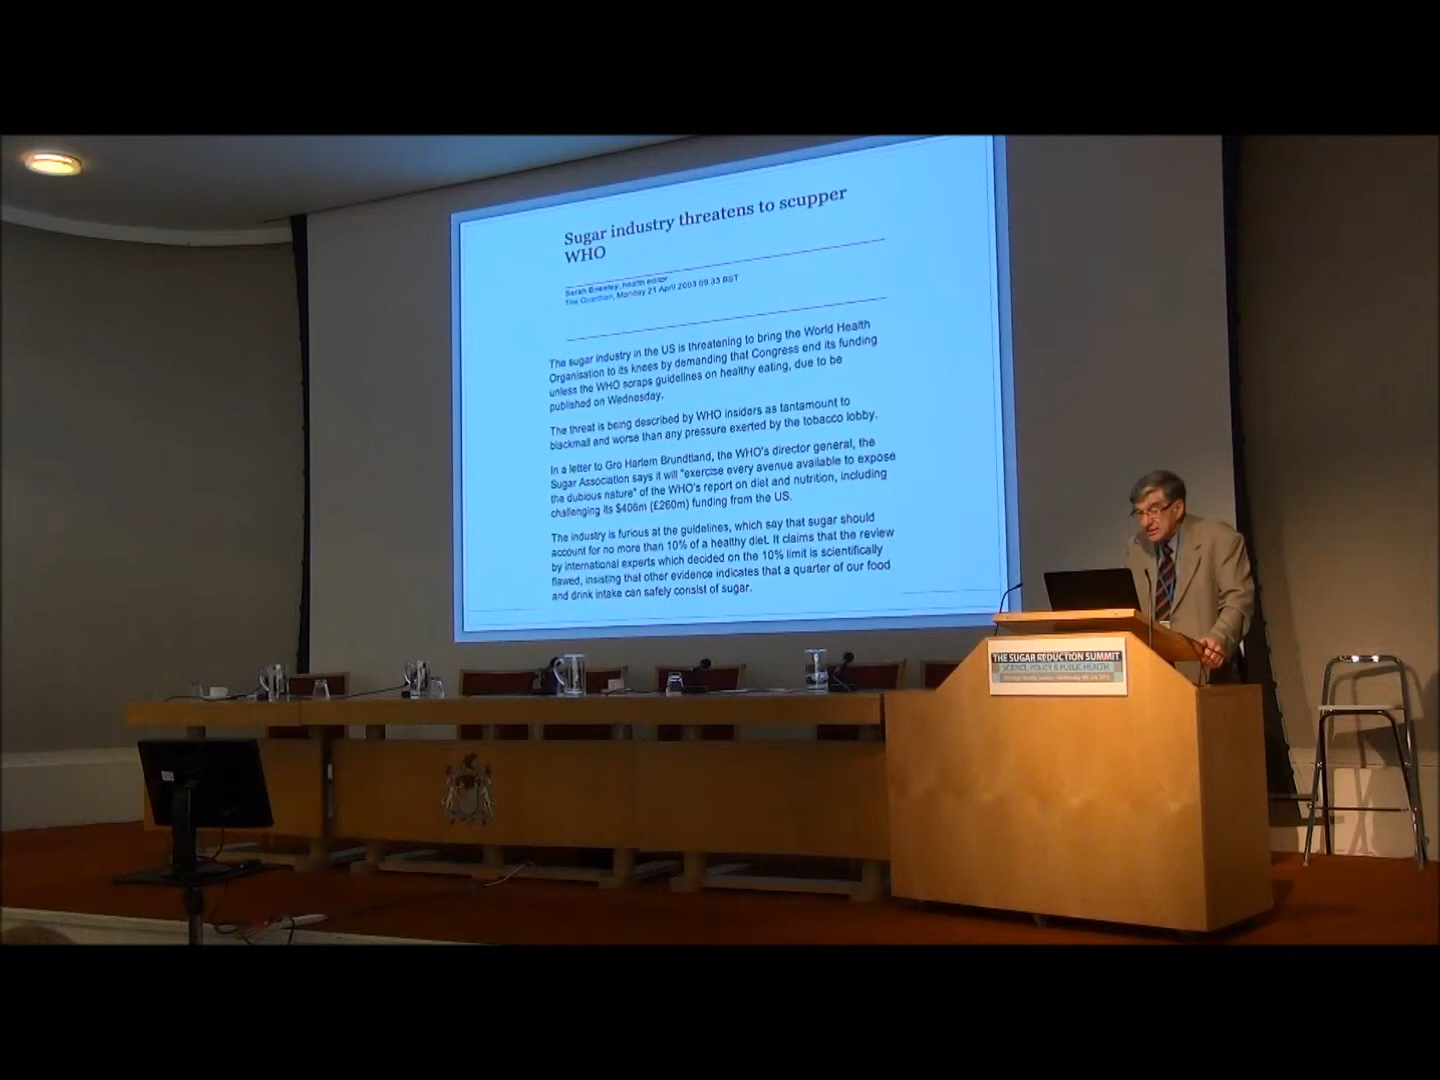 Sugar industry threatens to scupper
WHO
Sarah Boseley, health editor
The Guardian, Monday 21 April 2003 09.33 BST
The sugar industry in the US is threatening to bring the World Health
Organisation to its knees by demanding that Congress end its funding
unless the WHO scraps guidelines on healthy eating, due to be
published on Wednesday.
The threat is being described by WHO insiders as tantamount to
blackmail and worse than any pressure exerted by the tobacco lobby.
In a letter to Gro Harlem Brundtland, the WHO's director general, the
Sugar Association says it will "exercise every avenue available to expose
the dubious nature" of the WHO's report on diet and nutrition, including
challenging its $406m (£260m) funding from the US.
The industry is furious at the guidelines, which say that sugar should
account for no more than 10% of a healthy diet. It claims that the review
by international experts which decided on the 10% limit is scientifically
flawed, insisting that other evidence indicates that a quarter of our food
and drink intake can safely consist of sugar.
THE SUGAR REDUCTION SUMMIT
SCIENCE, POLICY & PUBLIC HEALTH